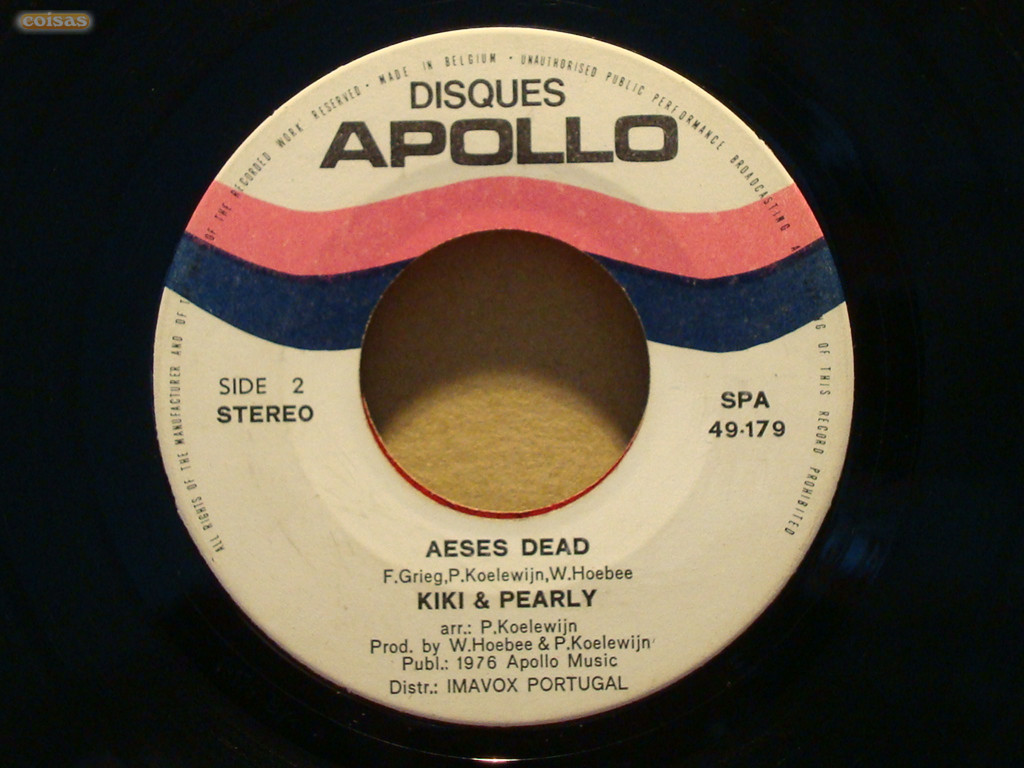 coisas
ALL RIGHTS OF THE MANUFACTURER AND OF T
OF THE RECORDED WORK RESERVED · MADE IN BELGIUM · UNAUTHORISED PUBLIC PERFORMANCE BROADCASTING A
NG OF THIS RECORD PROHIBITED
DISQUES
APOLLO
SIDE 2
STEREO
SPA
49·179
AESES DEAD
F.Grieg,P.Koelewijn,W.Hoebee
KIKI & PEARLY
arr.: P.Koelewijn
Prod. by W.Hoebee & P.Koelewijn
Publ.: 1976 Apollo Music
Distr.: IMAVOX PORTUGAL